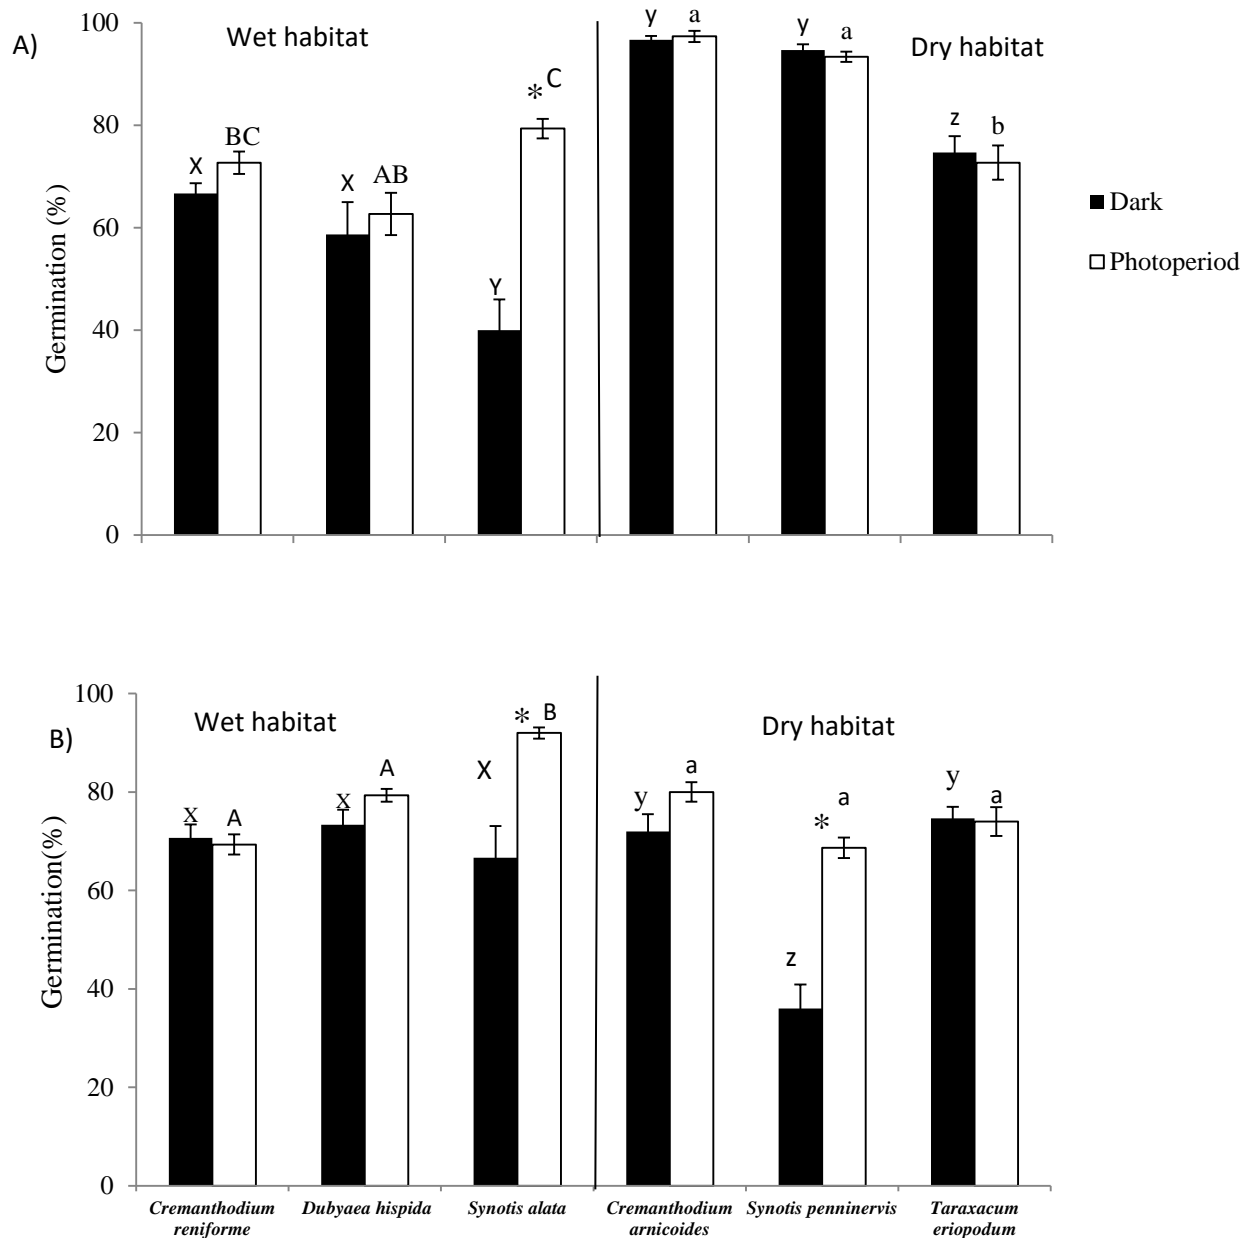 A)
Wet habitat
Dry habitat
Germination (%)
100
80
60
40
20
0
X
BC
X
AB
Y
*C
y
a
y
a
z
b
Dark
Photoperiod
B)
Wet habitat
Dry habitat
Germination(%)
100
80
60
40
20
0
X
A
X
A
X
* B
y
a
z
*
a
y
a
Cremanthodium
reniforme
Dubyaea hispida
Synotis alata
Cremanthodium
arnicoides
Synotis penninervis
Taraxacum
eriopodum